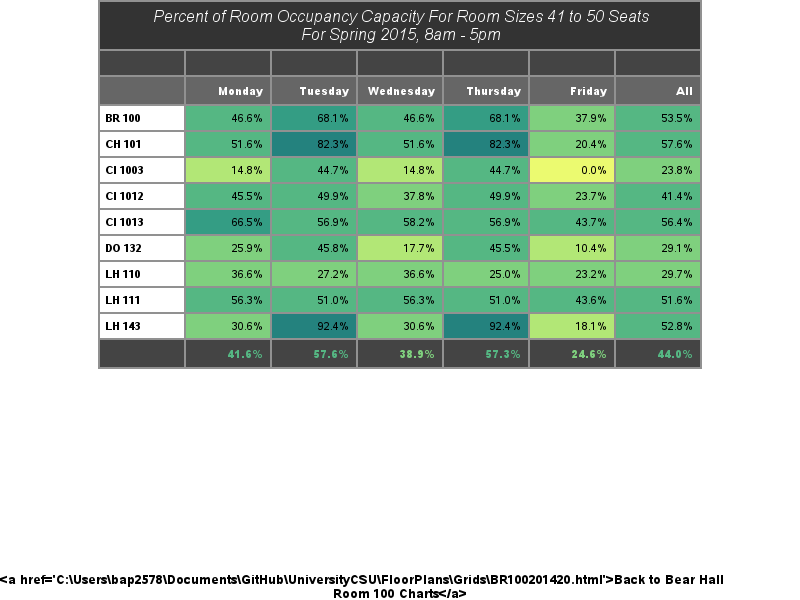 Percent of Room Occupancy Capacity For Room Sizes 41 to 50 Seats
For Spring 2015, 8am - 5pm
Monday Tuesday Wednesday Thursday Friday All
BR 100 46.6% 68.1% 46.6% 68.1% 37.9% 53.5%
CH 101 51.6% 82.3% 51.6% 82.3% 20.4% 57.6%
CI 1003 14.8% 44.7% 14.8% 44.7% 0.0% 23.8%
CI 1012 45.5% 49.9% 37.8% 49.9% 23.7% 41.4%
CI 1013 66.5% 56.9% 58.2% 56.9% 43.7% 56.4%
DO 132 25.9% 45.8% 17.7% 45.5% 10.4% 29.1%
LH 110 36.6% 27.2% 36.6% 25.0% 23.2% 29.7%
LH 111 56.3% 51.0% 56.3% 51.0% 43.6% 51.6%
LH 143 30.6% 92.4% 30.6% 92.4% 18.1% 52.8%
41.6% 57.6% 38.9% 57.3% 24.6% 44.0%
<a href='C:\Users\bap2578\Documents\GitHub\UniversityCSU\FloorPlans\Grids\BR100201420.html'>Back to Bear Hall
Room 100 Charts</a>